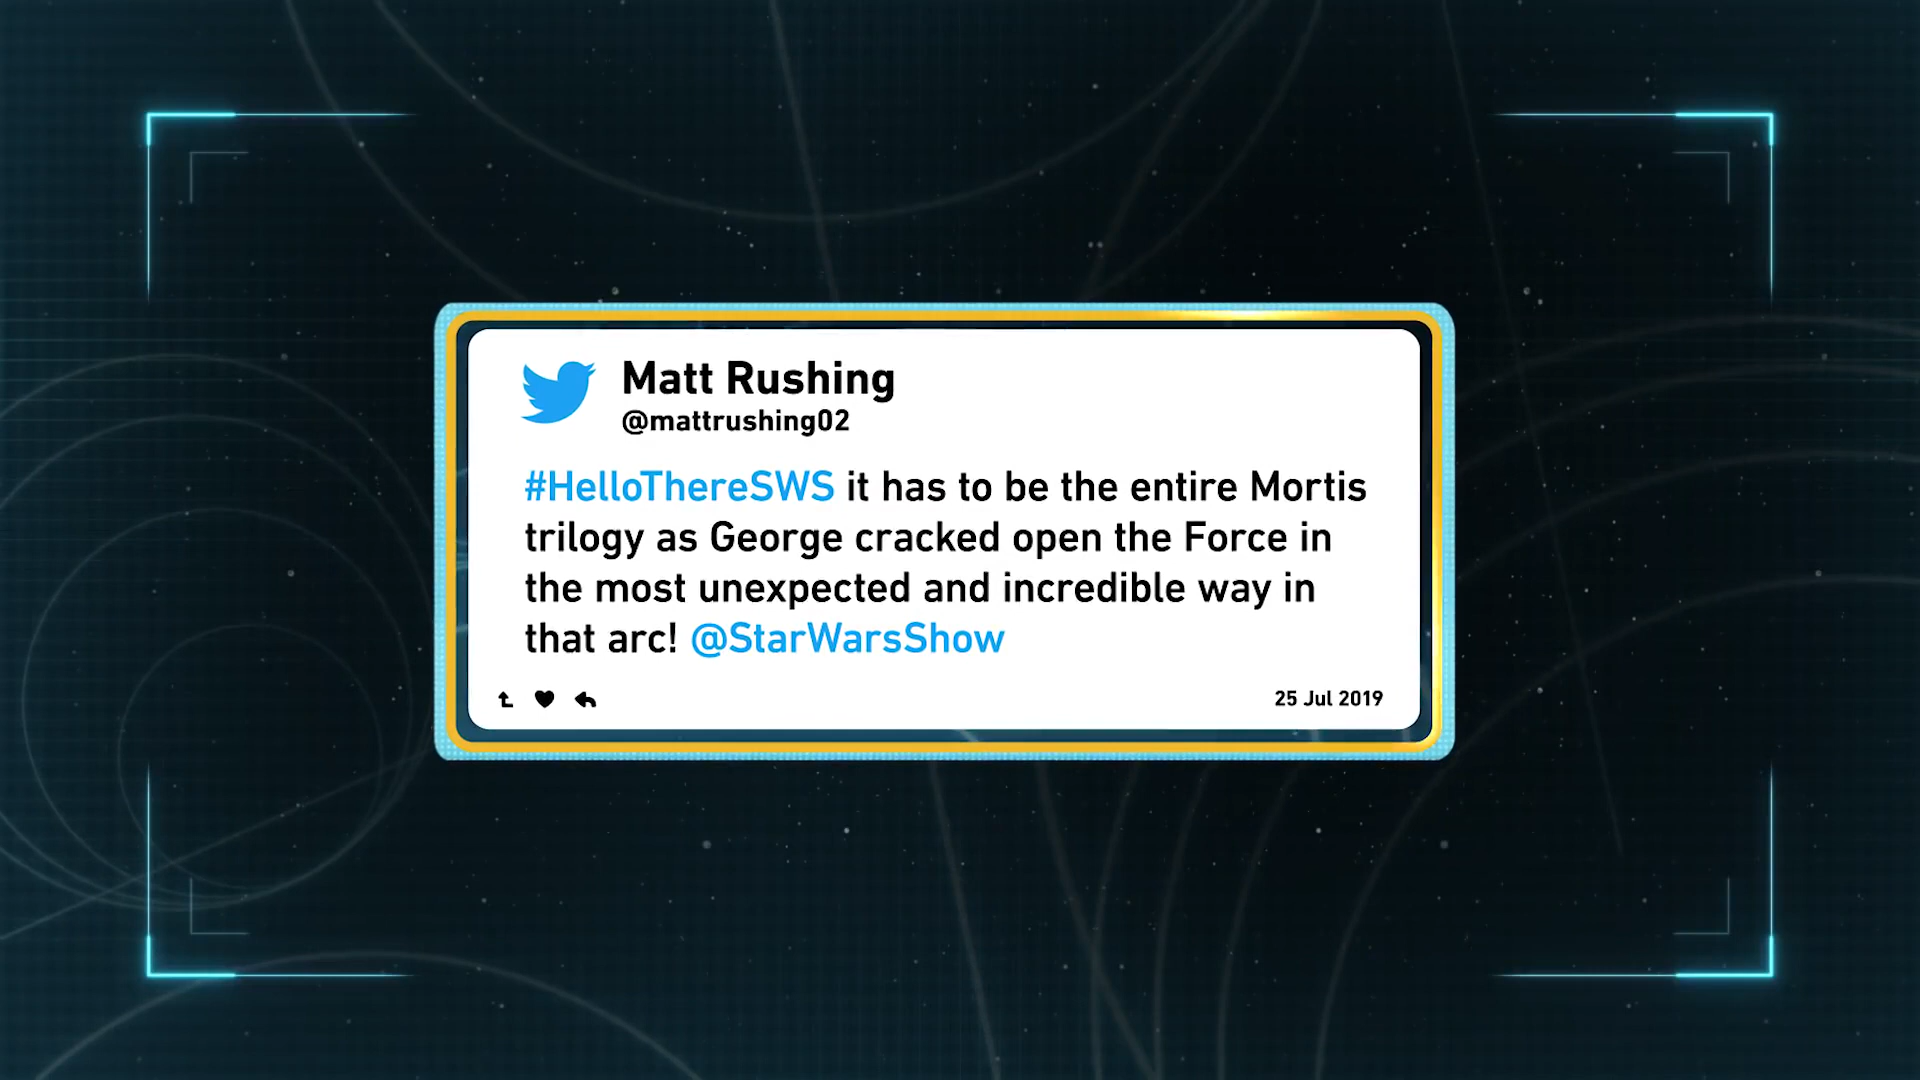 Matt Rushing
@mattrushing02
#HelloThereSWS it has to be the entire Mortis
trilogy as George cracked open the Force in
the most unexpected and incredible way in
that arc! @StarWarsShow
25 Jul 2019